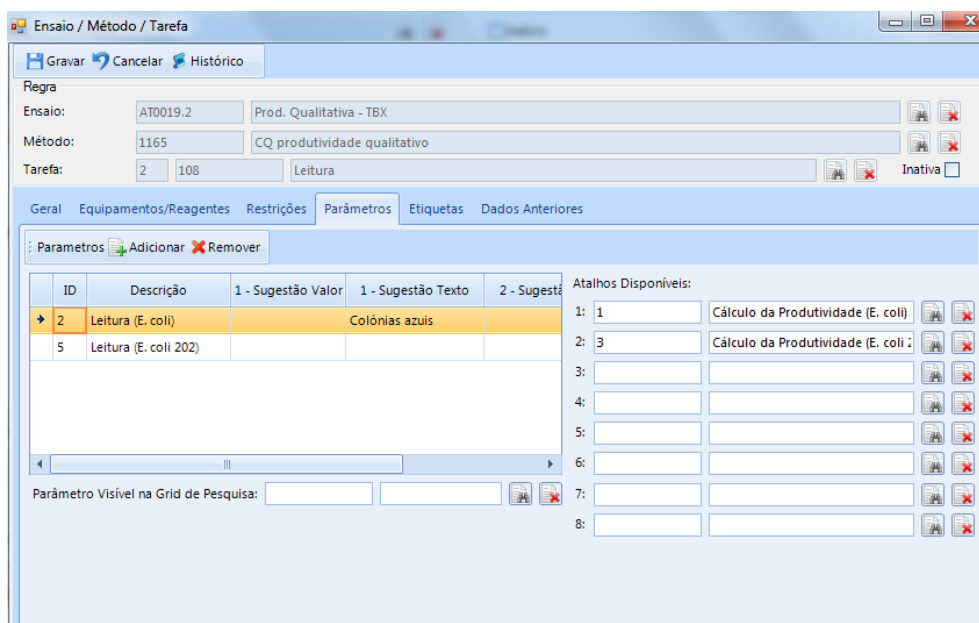 Ensaio / Método / Tarefa
Gravar Cancelar Histórico
Regra
Ensaio: AT0019.2 Prod. Qualitativa - TBX
Método: 1165 CQ produtividade qualitativo
Tarefa: 2 108 Leitura Inativa
Geral Equipamentos/Reagentes Restrições Parâmetros Etiquetas Dados Anteriores
Parametros Adicionar Remover
ID Descrição 1 - Sugestão Valor 1 - Sugestão Texto 2 - Sugestã
2 Leitura (E. coli) Colónias azuis
5 Leitura (E. coli 202)
Parâmetro Visível na Grid de Pesquisa:
Atalhos Disponíveis:
1: 1 Cálculo da Produtividade (E. coli)
2: 3 Cálculo da Produtividade (E. coli 2
3:
4:
5:
6:
7:
8: